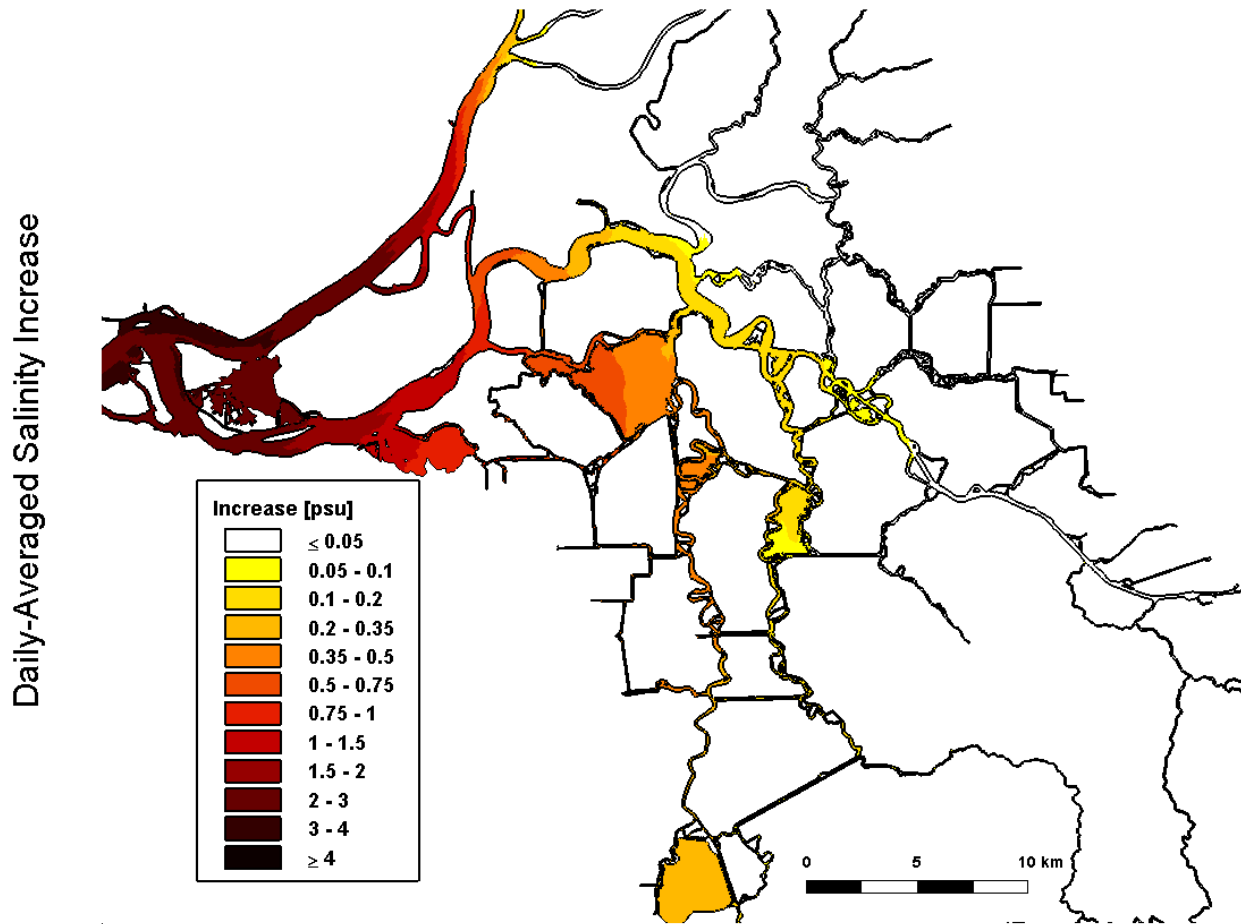 Daily-Averaged Salinity Increase
Increase [psu]
≤ 0.05
0.05 - 0.1
0.1 - 0.2
0.2 - 0.35
0.35 - 0.5
0.5 - 0.75
0.75 - 1
1 - 1.5
1.5 - 2
2 - 3
3 - 4
≥ 4
0 5 10 km